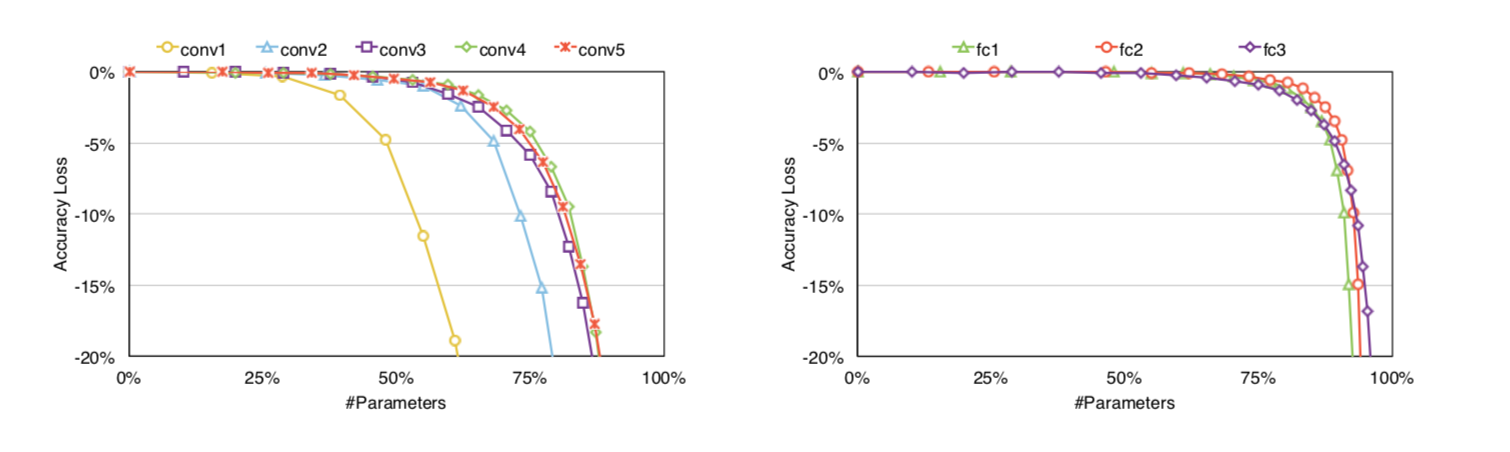 conv1 conv2 conv3 conv4 conv5
0%
-5%
-10%
-15%
-20%
Accuracy Loss
0% 25% 50% 75% 100%
#Parameters
fc1 fc2 fc3
0%
-5%
-10%
-15%
-20%
Accuracy Loss
0% 25% 50% 75% 100%
#Parameters